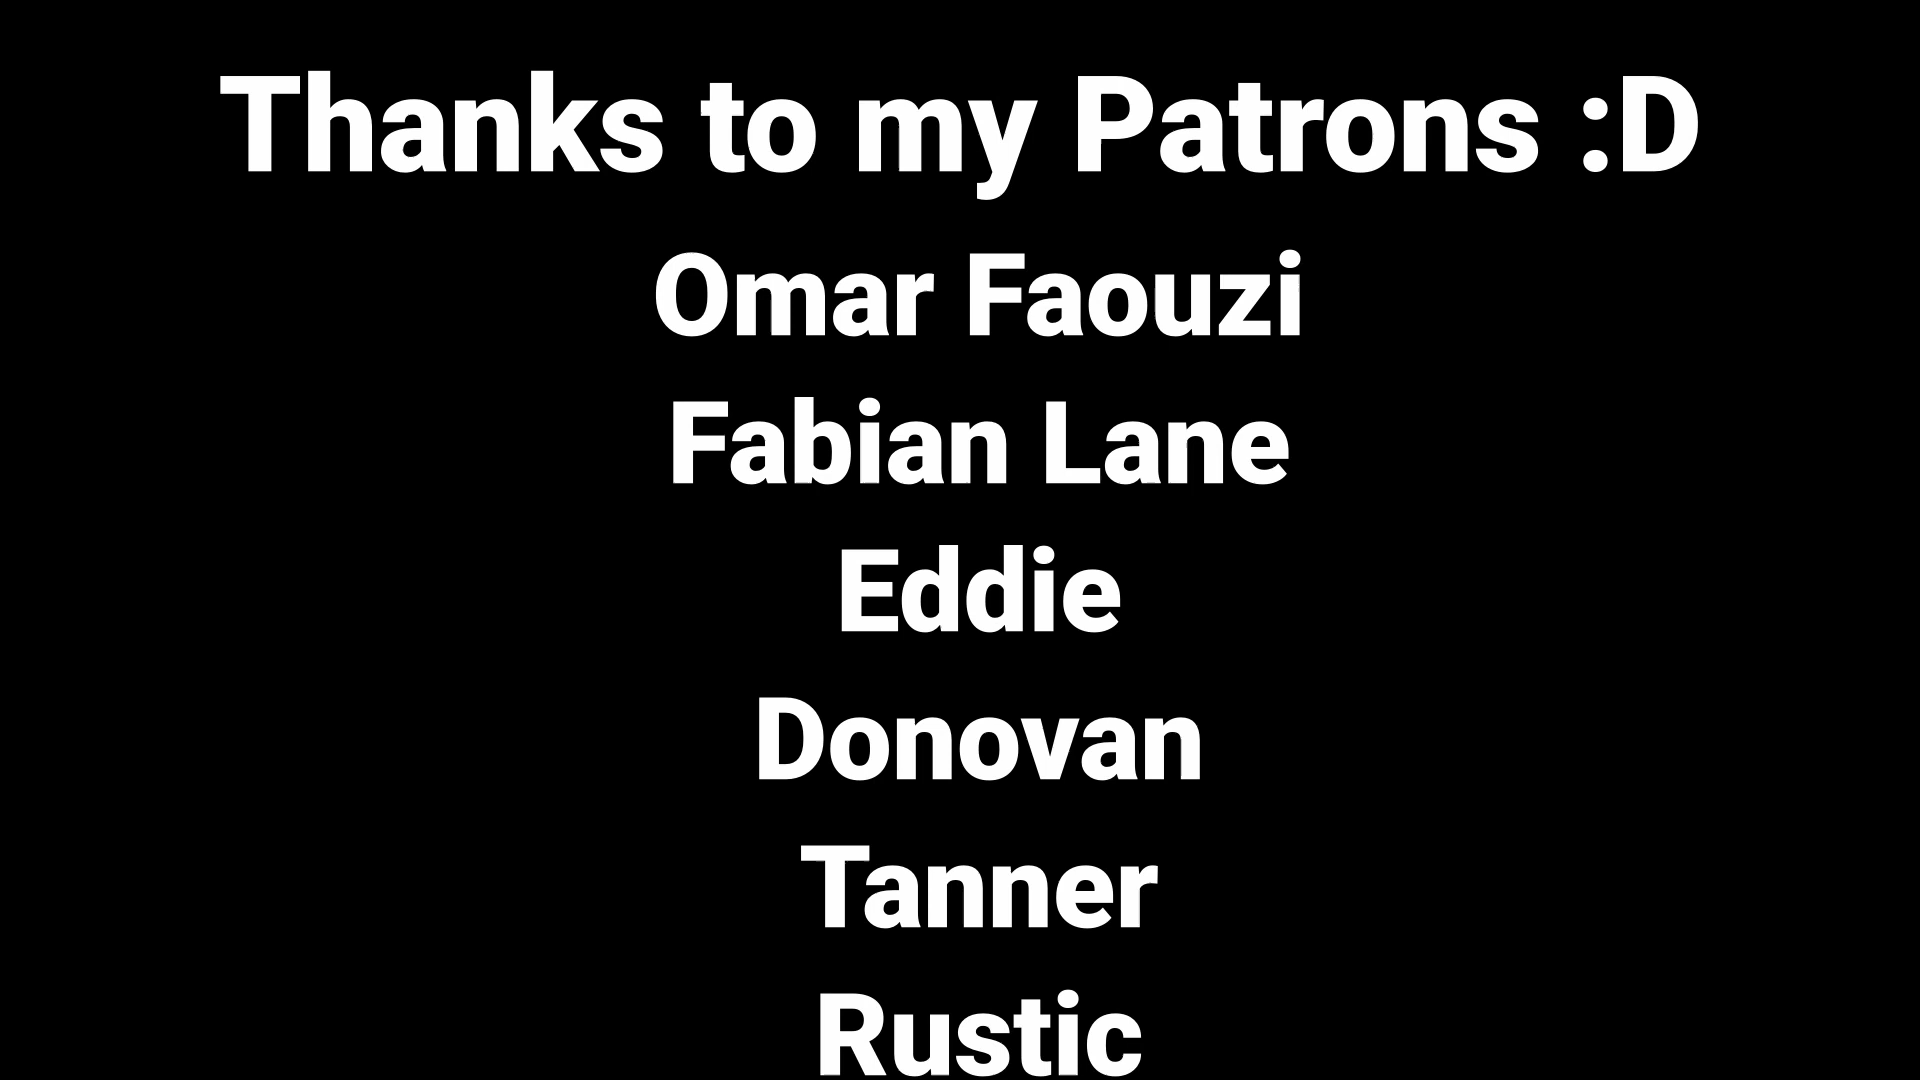 Thanks to my Patrons :D
Omar Faouzi
Fabian Lane
Eddie
Donovan
Tanner
Rustic